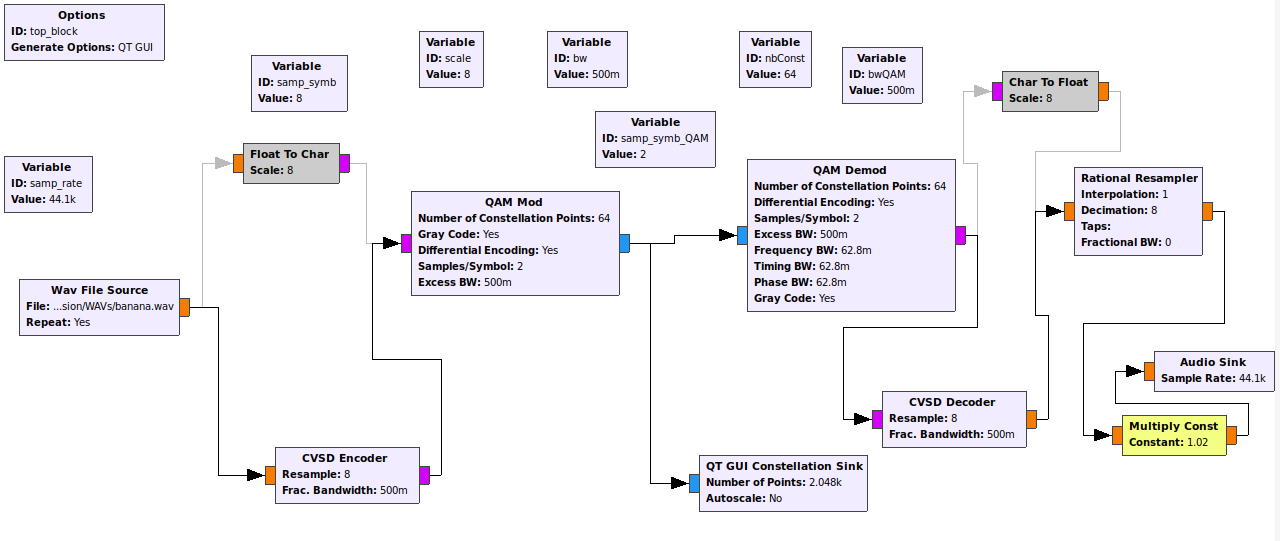 Options
ID: top_block
Generate Options: QT GUI
Variable
ID: samp_symb
Value: 8
Variable
ID: scale
Value: 8
Variable
ID: bw
Value: 500m
Variable
ID: nbConst
Value: 64
Variable
ID: bwQAM
Value: 500m
Char To Float
Scale: 8
Variable
ID: samp_symb_QAM
Value: 2
Variable
ID: samp_rate
Value: 44.1k
Float To Char
Scale: 8
QAM Mod
Number of Constellation Points: 64
Gray Code: Yes
Differential Encoding: Yes
Samples/Symbol: 2
Excess BW: 500m
QAM Demod
Number of Constellation Points: 64
Differential Encoding: Yes
Samples/Symbol: 2
Excess BW: 500m
Frequency BW: 62.8m
Timing BW: 62.8m
Phase BW: 62.8m
Gray Code: Yes
Rational Resampler
Interpolation: 1
Decimation: 8
Taps:
Fractional BW: 0
Wav File Source
File: ...sion/WAVs/banana.wav
Repeat: Yes
Audio Sink
Sample Rate: 44.1k
CVSD Decoder
Resample: 8
Frac. Bandwidth: 500m
Multiply Const
Constant: 1.02
CVSD Encoder
Resample: 8
Frac. Bandwidth: 500m
QT GUI Constellation Sink
Number of Points: 2.048k
Autoscale: No